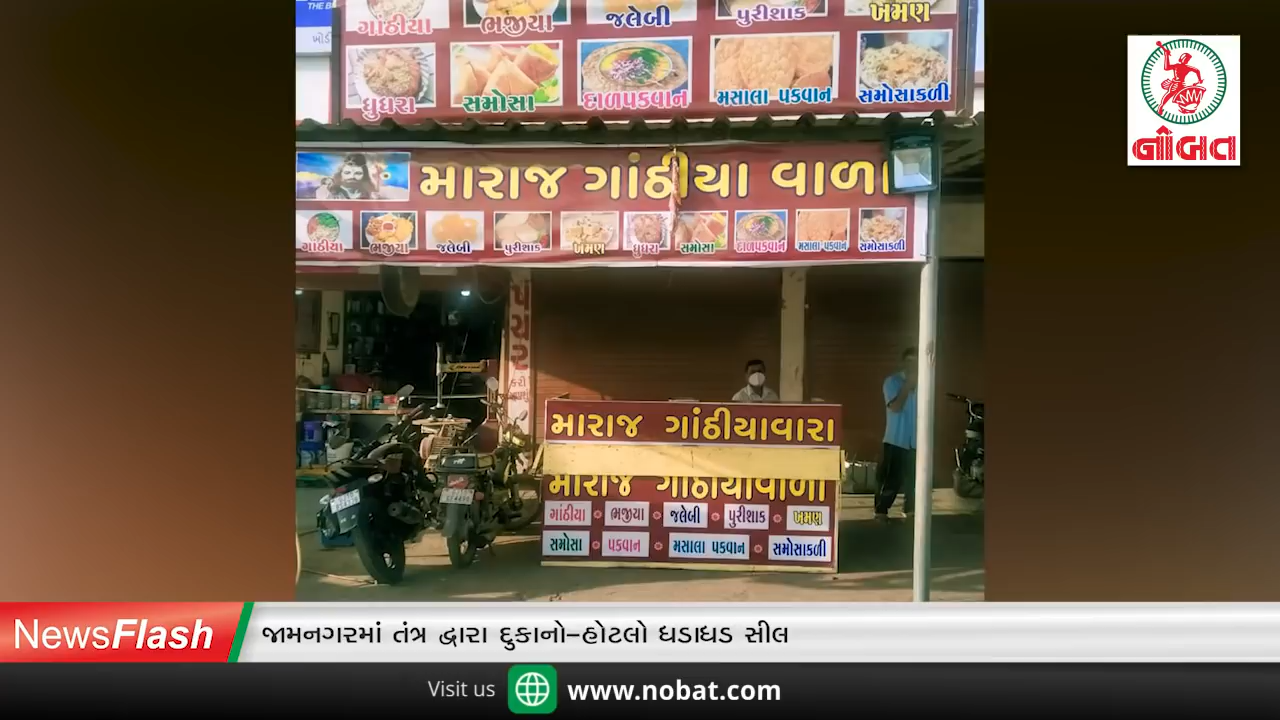 THE B
ખોડી
ગાંઠીયા ભજીયા જલેબી પુરીશાક ખમણ
ઘુઘરા સમોસા દાળપકવાન મસાલા પકવાન સમોસાકળી
નોબત
મારાજ ગાંઠીયા વાળા
ગાંઠીયા ભજીયા જલેબી પુરીશાક ખમણ ઘુઘરા સમોસા દાળપકવાન મસાલા પકવાન સમોસાકળી
મારાજ ગાંઠીયાવારા
મારાજ ગાંઠીયાવાળા
ગાંઠીયા ભજીયા જલેબી પુરીશાક ખમણ
સમોસા પકવાન મસાલા પકવાન સમોસાકળી
NewsFlash
જામનગરમાં તંત્ર દ્વારા દુકાનો-હોટલો ધડાધડ સીલ
Visit us www.nobat.com